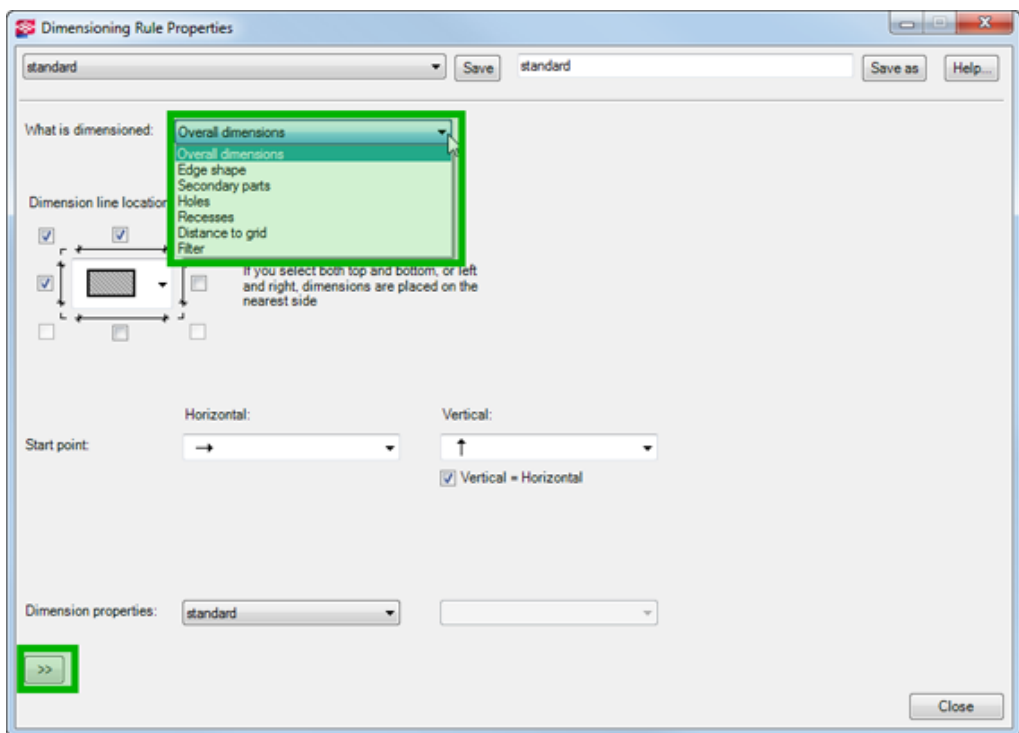 Dimensioning Rule Properties
standard Save standard Save as Help...
What is dimensioned: Overall dimensions
Overall dimensions
Edge shape
Secondary parts
Dimension line location
Holes
Recesses
Distance to grid
Filter
If you select both top and bottom, or left
and right, dimensions are placed on the
nearest side
Horizontal: Vertical:
Start point:
Vertical = Horizontal
Dimension properties: standard
>>
Close